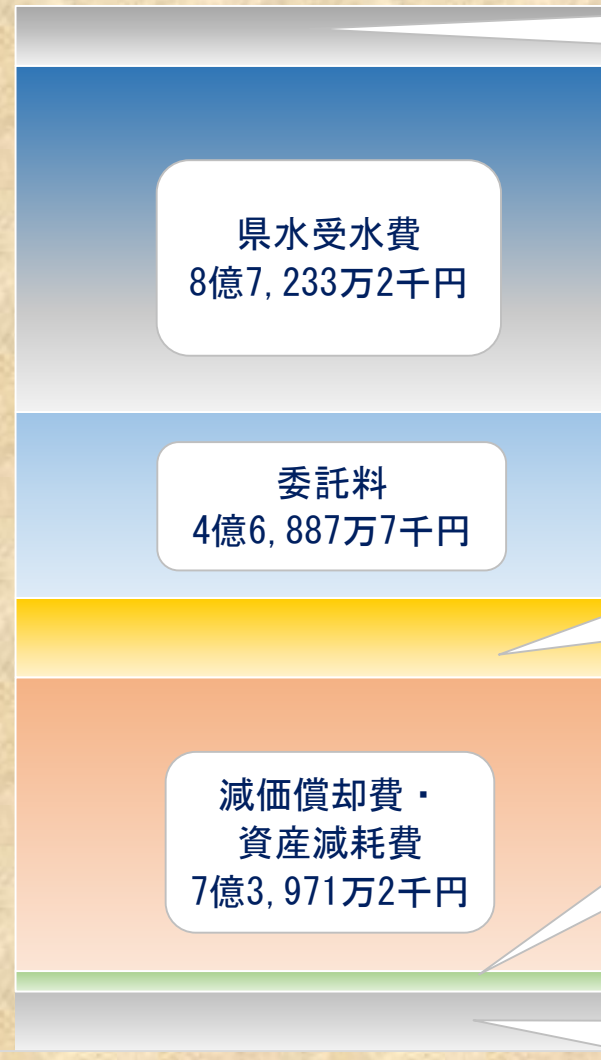 県水受水費
8億7,233万2千円
委託料
4億6,887万7千円
減価償却費・
資産減耗費
7億3,971万2千円